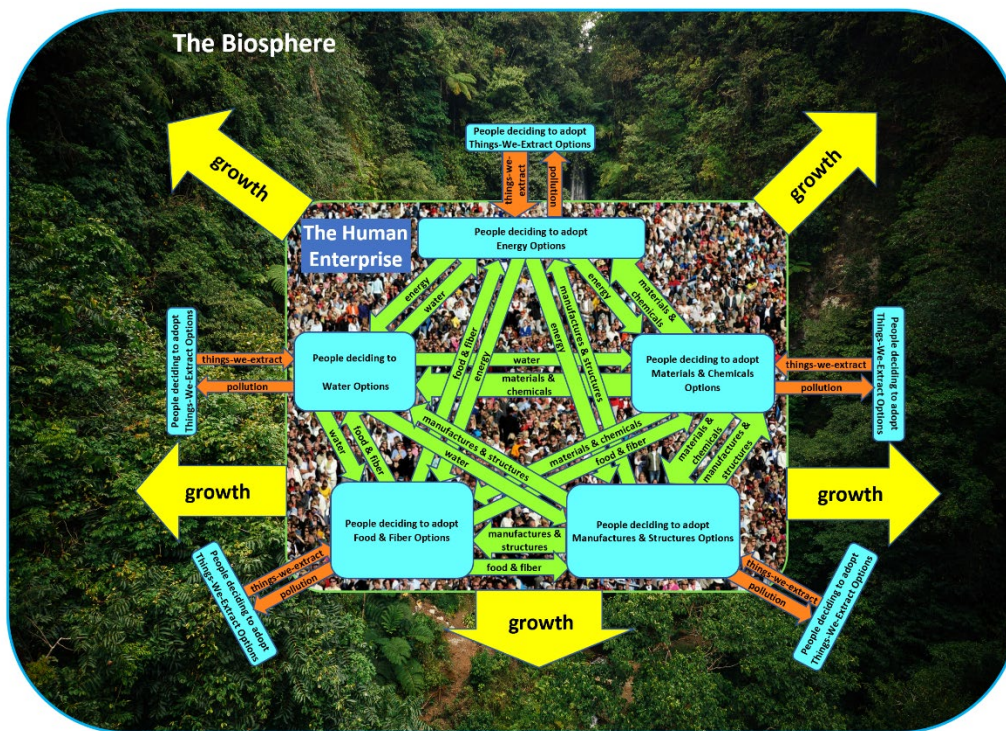 The Biosphere
growth
growth
People deciding to adopt
Things-We-Extract Options
things-we-
extract
pollution
The Human
Enterprise
People deciding to adopt
Energy Options
energy
water
food & fiber
energy
energy
manufactures & structures
energy
materials &
chemicals
People deciding to adopt
Things-We-Extract Options
things-we-extract
pollution
People deciding to
Water Options
water
materials &
chemicals
People deciding to adopt
Materials & Chemicals
Options
things-we-extract
pollution
People deciding to adopt
Things-We-Extract Options
water
food & fiber
manufactures & structures
water
materials & chemicals
food & fiber
materials &
chemicals
manufactures &
structures
growth
growth
People deciding to adopt
Food & Fiber Options
manufactures &
structures
food & fiber
People deciding to adopt
Manufactures & Structures Options
People deciding to adopt
Things-We-Extract Options
things-we-extract
pollution
growth
things-we-extract
pollution
People deciding to adopt
Things-We-Extract Options